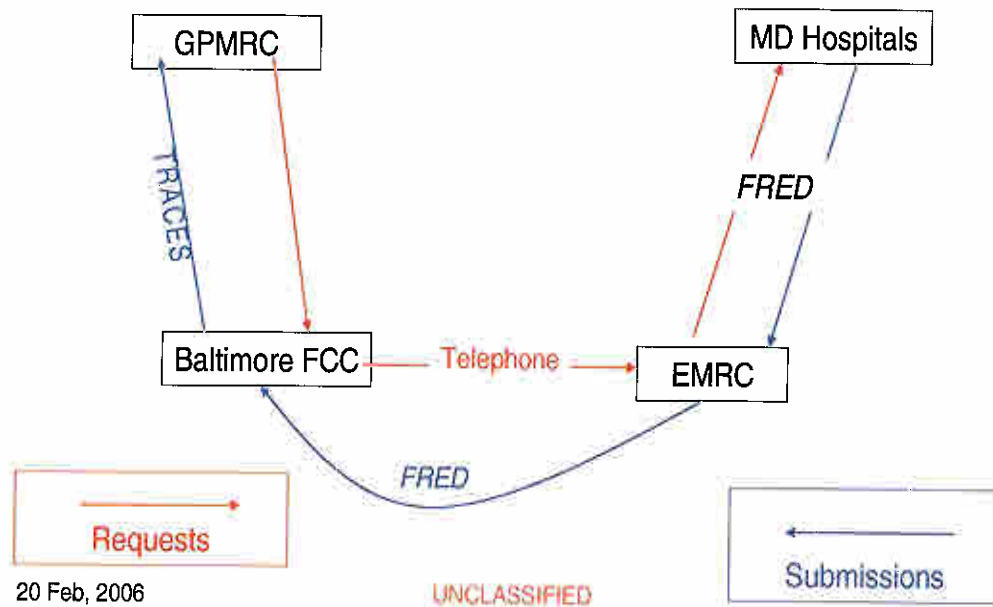 GPMRC
MD Hospitals
TRACES
FRED
Baltimore FCC
Telephone
EMRC
FRED
Requests
Submissions
20 Feb, 2006
UNCLASSIFIED